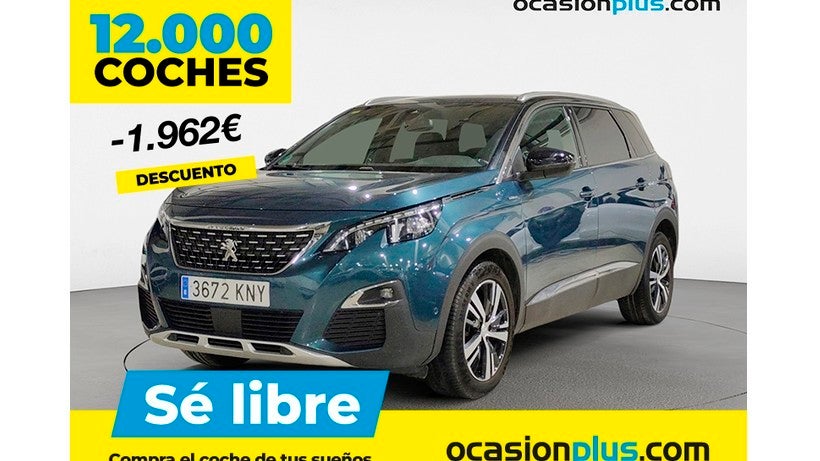 ocasionplus.com
12.000
COCHES
-1.962€
DESCUENTO
3672 KNY
Sé libre
Compra el coche de tus sueños
ocasionplus.com